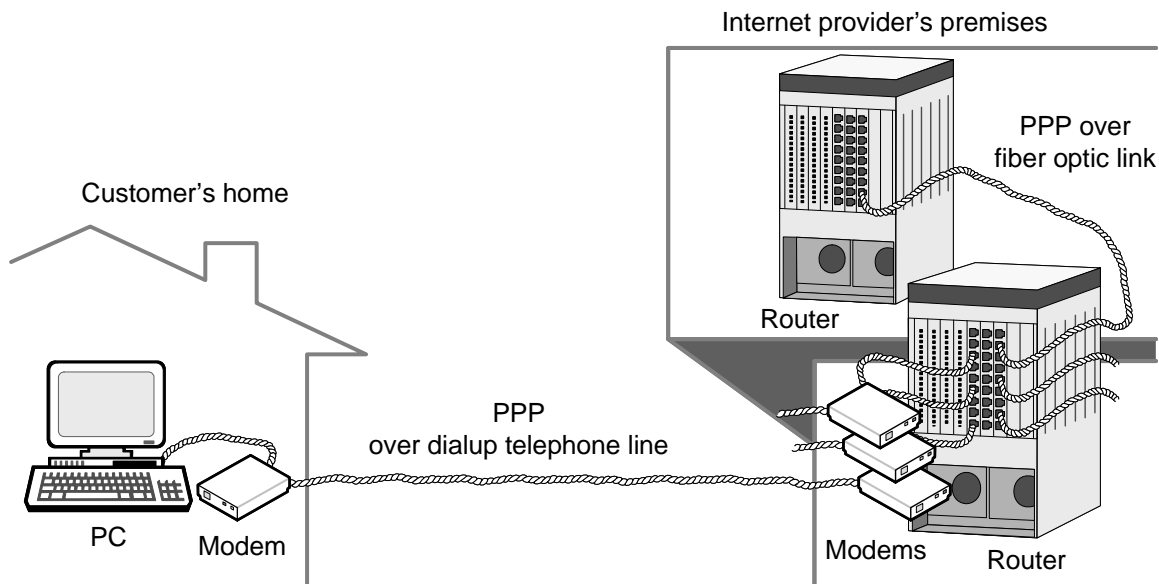 Internet provider’s premises
PPP over
fiber optic link
Customer’s home
Router
PPP
over dialup telephone line
PC
Modem
Modems
Router